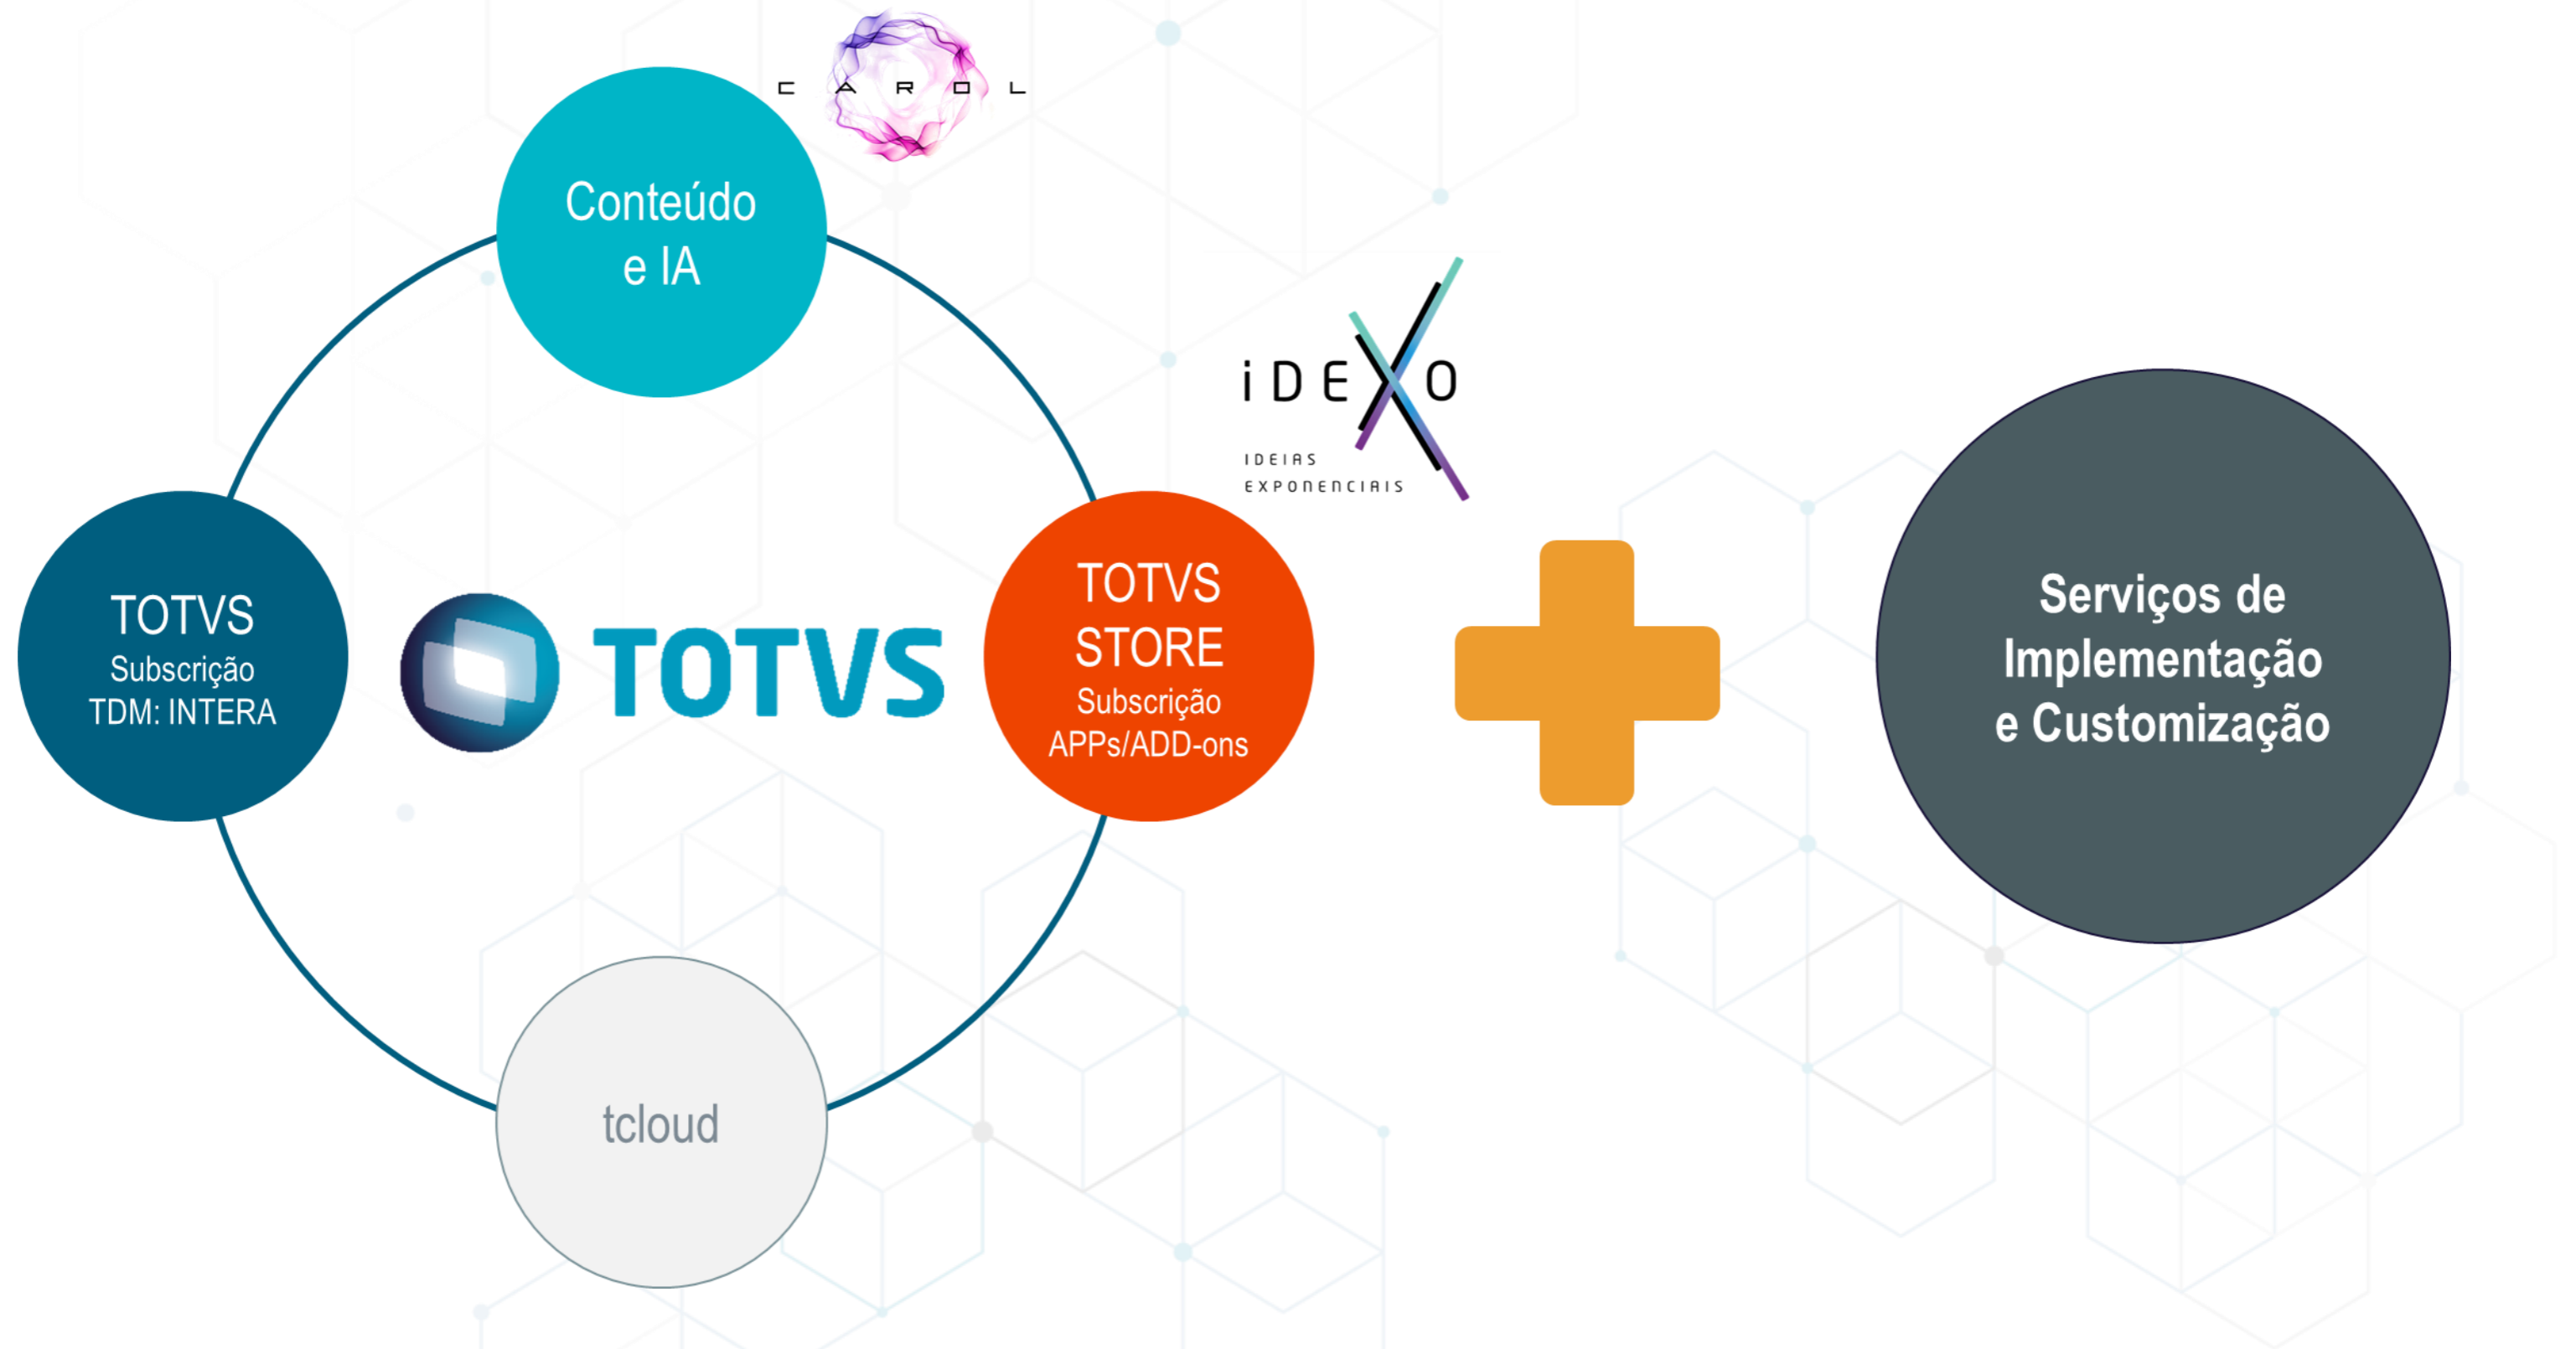 CAROL
Conteúdo
e IA
iDEXO
IDEIAS
EXPONENCIAIS
TOTVS
Subscrição
TDM: INTERA
TOTVS
TOTVS
STORE
Subscrição
APPs/ADD-ons
Serviços de
Implementação
e Customização
tcloud